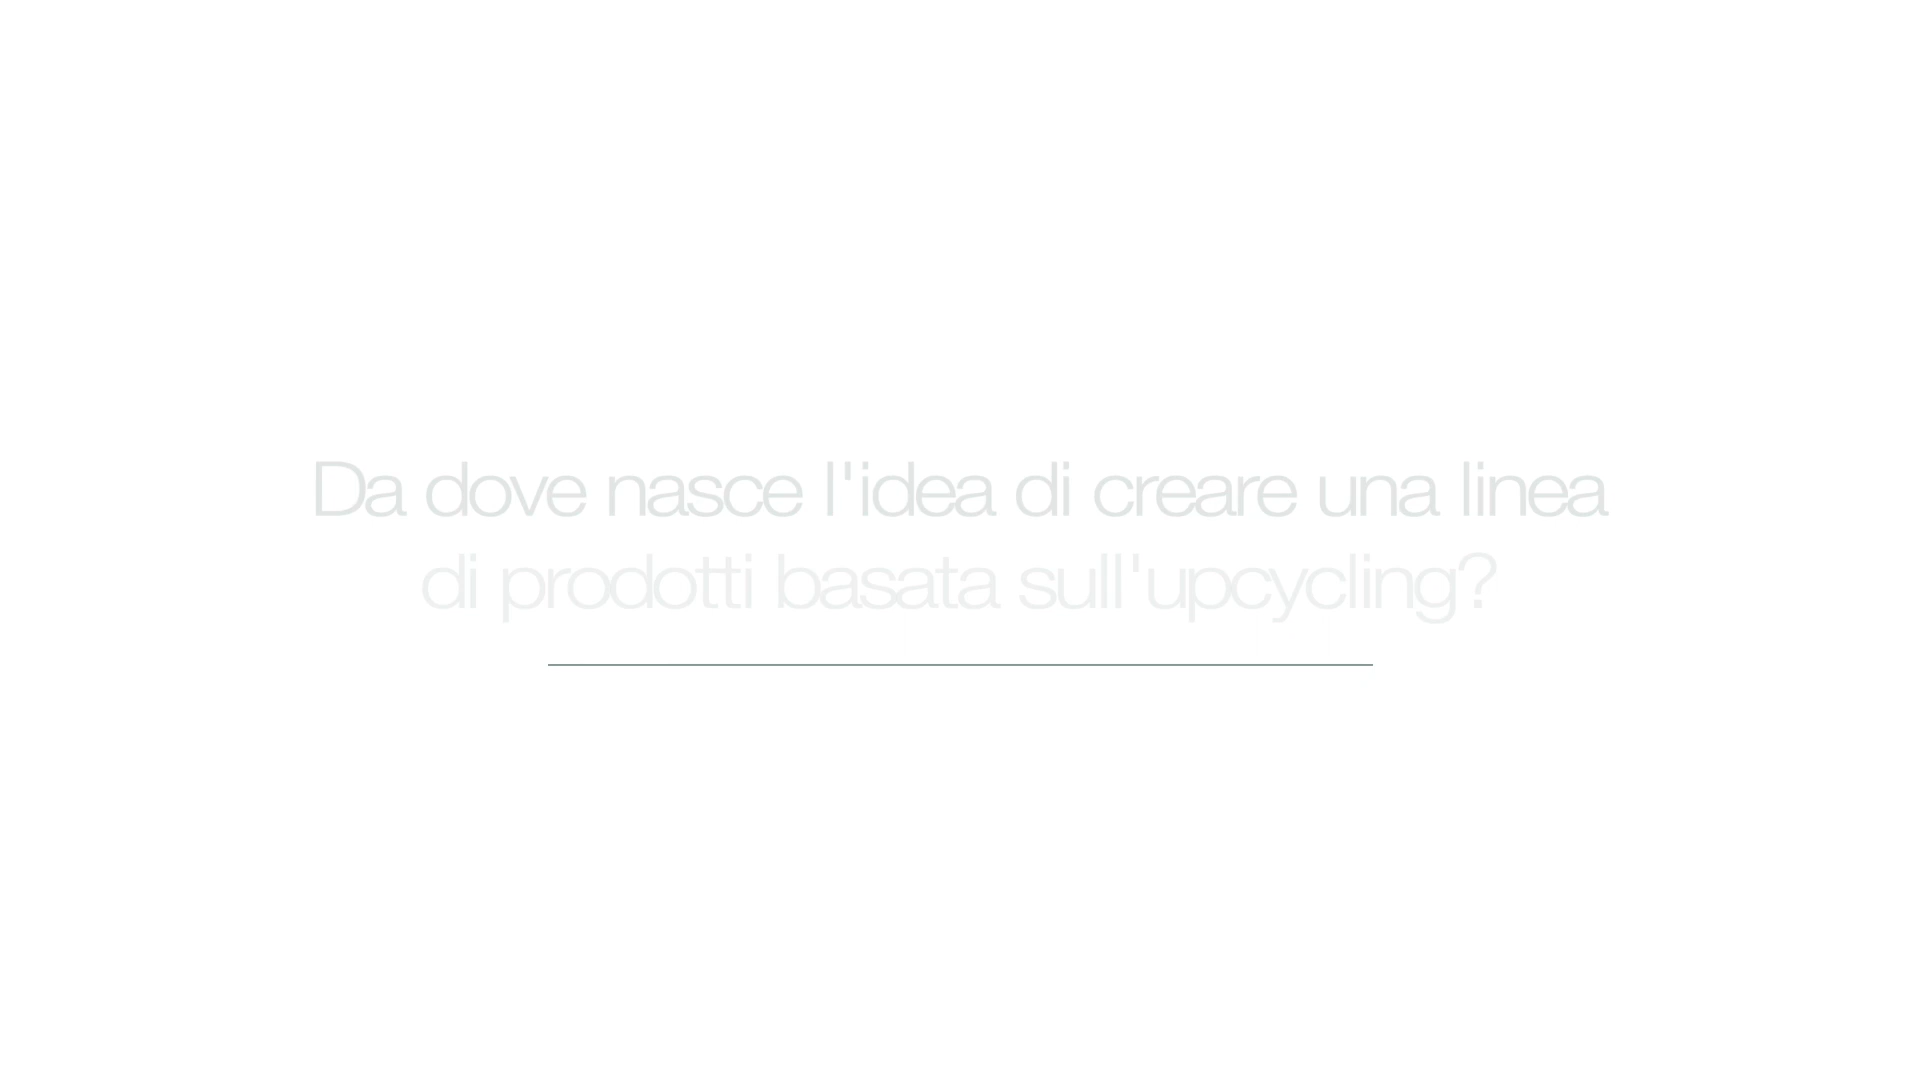 Da dove nasce l'idea di creare una linea
di prodotti basata sull'upcycling?